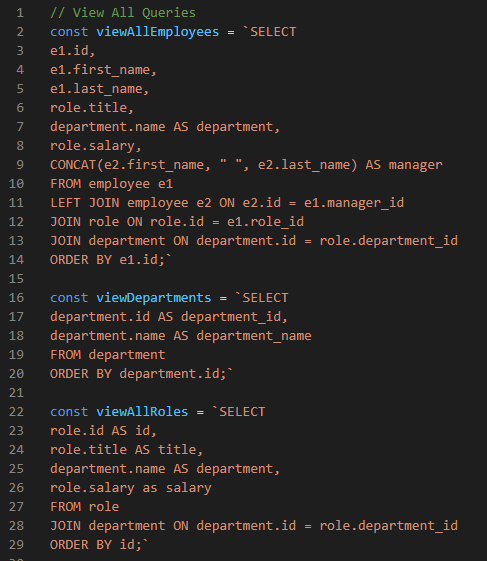 1 // View All Queries
2 const viewAllEmployees = `SELECT
3 e1.id,
4 e1.first_name,
5 e1.last_name,
6 role.title,
7 department.name AS department,
8 role.salary,
9 CONCAT(e2.first_name, " ", e2.last_name) AS manager
10 FROM employee e1
11 LEFT JOIN employee e2 ON e2.id = e1.manager_id
12 JOIN role ON role.id = e1.role_id
13 JOIN department ON department.id = role.department_id
14 ORDER BY e1.id;`
15
16 const viewDepartments = `SELECT
17 department.id AS department_id,
18 department.name AS department_name
19 FROM department
20 ORDER BY department.id;`
21
22 const viewAllRoles = `SELECT
23 role.id AS id,
24 role.title AS title,
25 department.name AS department,
26 role.salary as salary
27 FROM role
28 JOIN department ON department.id = role.department_id
29 ORDER BY id;`